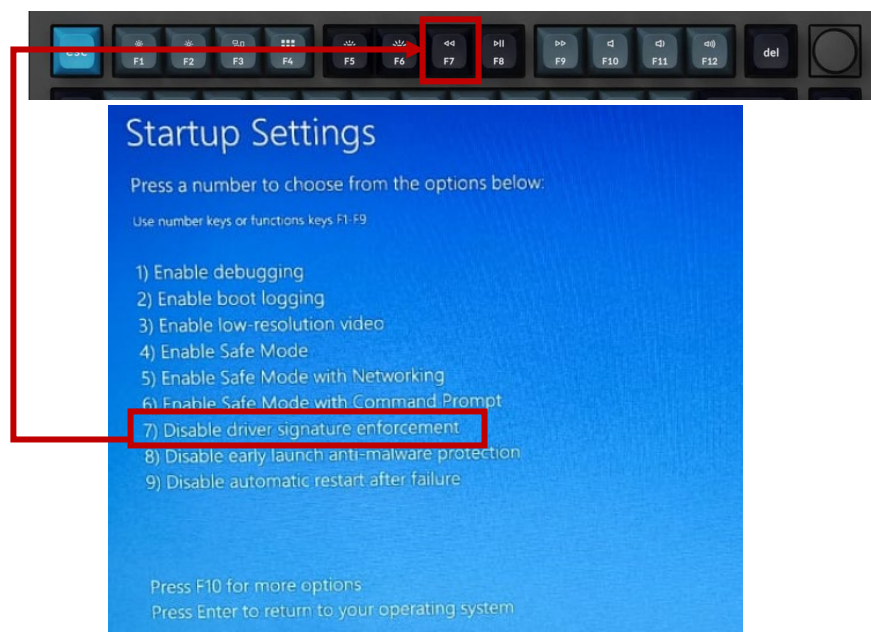 esc F1 F2 F3 F4 F5 F6 F7 F8 F9 F10 F11 F12 del
Startup Settings
Press a number to choose from the options below:
Use number keys or functions keys F1-F9
1) Enable debugging
2) Enable boot logging
3) Enable low-resolution video
4) Enable Safe Mode
5) Enable Safe Mode with Networking
6) Enable Safe Mode with Command Prompt
7) Disable driver signature enforcement
8) Disable early launch anti-malware protection
9) Disable automatic restart after failure
Press F10 for more options
Press Enter to return to your operating system